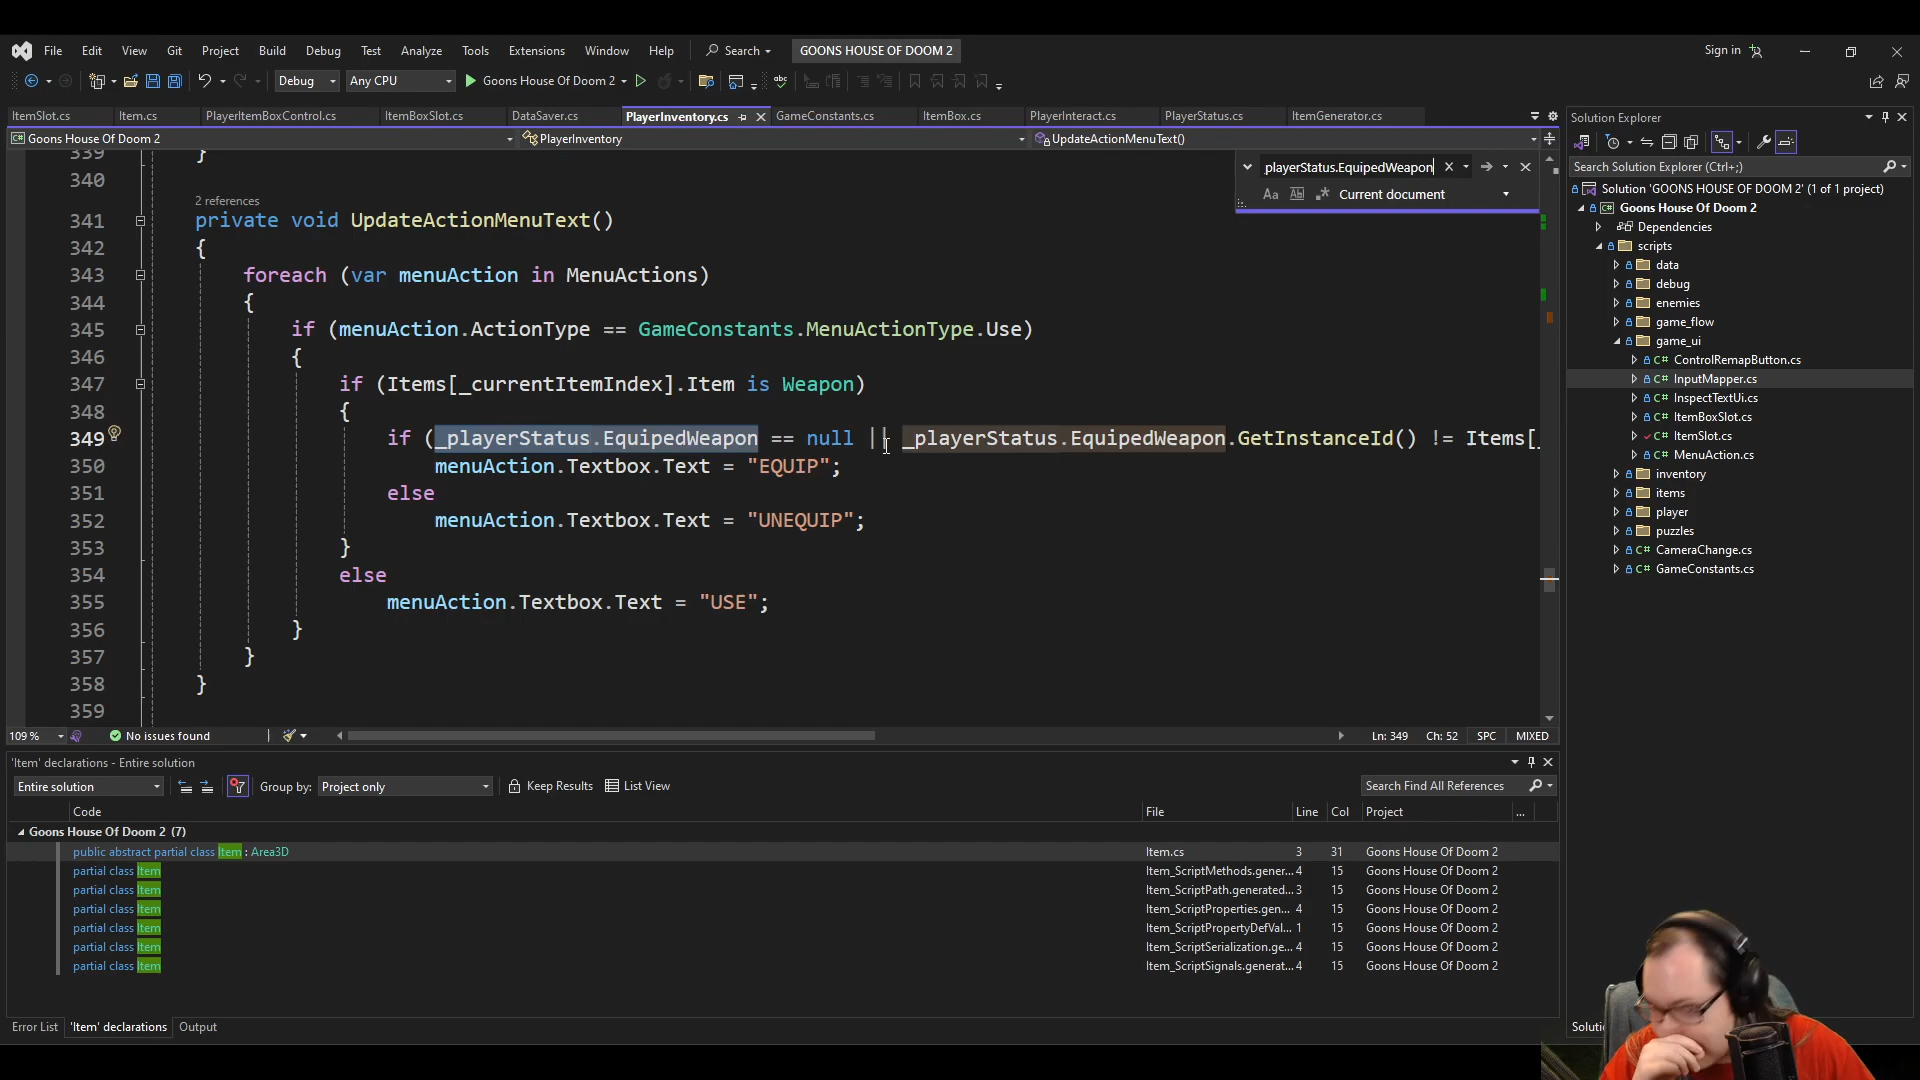 File Edit View Git Project Build Debug Test Analyze Tools Extensions Window Help Search GOONS HOUSE OF DOOM 2 Sign in
Debug Any CPU Goons House Of Doom 2
ItemSlot.cs Item.cs PlayerItemBoxControl.cs ItemBoxSlot.cs DataSaver.cs PlayerInventory.cs GameConstants.cs ItemBox.cs PlayerInteract.cs PlayerStatus.cs ItemGenerator.cs
Goons House Of Doom 2 PlayerInventory UpdateActionMenuText()
playerStatus.EquipedWeapon
Aa Current document
339 }
340
2 references
341 private void UpdateActionMenuText()
342 {
343 foreach (var menuAction in MenuActions)
344 {
345 if (menuAction.ActionType == GameConstants.MenuActionType.Use)
346 {
347 if (Items[_currentItemIndex].Item is Weapon)
348 {
349 if (_playerStatus.EquipedWeapon == null || _playerStatus.EquipedWeapon.GetInstanceId() != Items[_
350 menuAction.Textbox.Text = "EQUIP";
351 else
352 menuAction.Textbox.Text = "UNEQUIP";
353 }
354 else
355 menuAction.Textbox.Text = "USE";
356 }
357 }
358 }
359
109 % No issues found Ln: 349 Ch: 52 SPC MIXED
'Item' declarations - Entire solution
Entire solution Group by: Project only Keep Results List View Search Find All References
Code File Line Col Project ...
Goons House Of Doom 2 (7)
public abstract partial class Item : Area3D Item.cs 3 31 Goons House Of Doom 2
partial class Item Item_ScriptMethods.gener... 4 15 Goons House Of Doom 2
partial class Item Item_ScriptPath.generated... 3 15 Goons House Of Doom 2
partial class Item Item_ScriptProperties.gen... 4 15 Goons House Of Doom 2
partial class Item Item_ScriptPropertyDefVal... 1 15 Goons House Of Doom 2
partial class Item Item_ScriptSerialization.ge... 4 15 Goons House Of Doom 2
partial class Item Item_ScriptSignals.generat... 4 15 Goons House Of Doom 2
Error List 'Item' declarations Output
Solution Explorer
Search Solution Explorer (Ctrl+;)
Solution 'GOONS HOUSE OF DOOM 2' (1 of 1 project)
C# Goons House Of Doom 2
Dependencies
scripts
data
debug
enemies
game_flow
game_ui
C# ControlRemapButton.cs
C# InputMapper.cs
C# InspectTextUi.cs
C# ItemBoxSlot.cs
C# ItemSlot.cs
C# MenuAction.cs
inventory
items
player
puzzles
C# CameraChange.cs
C# GameConstants.cs